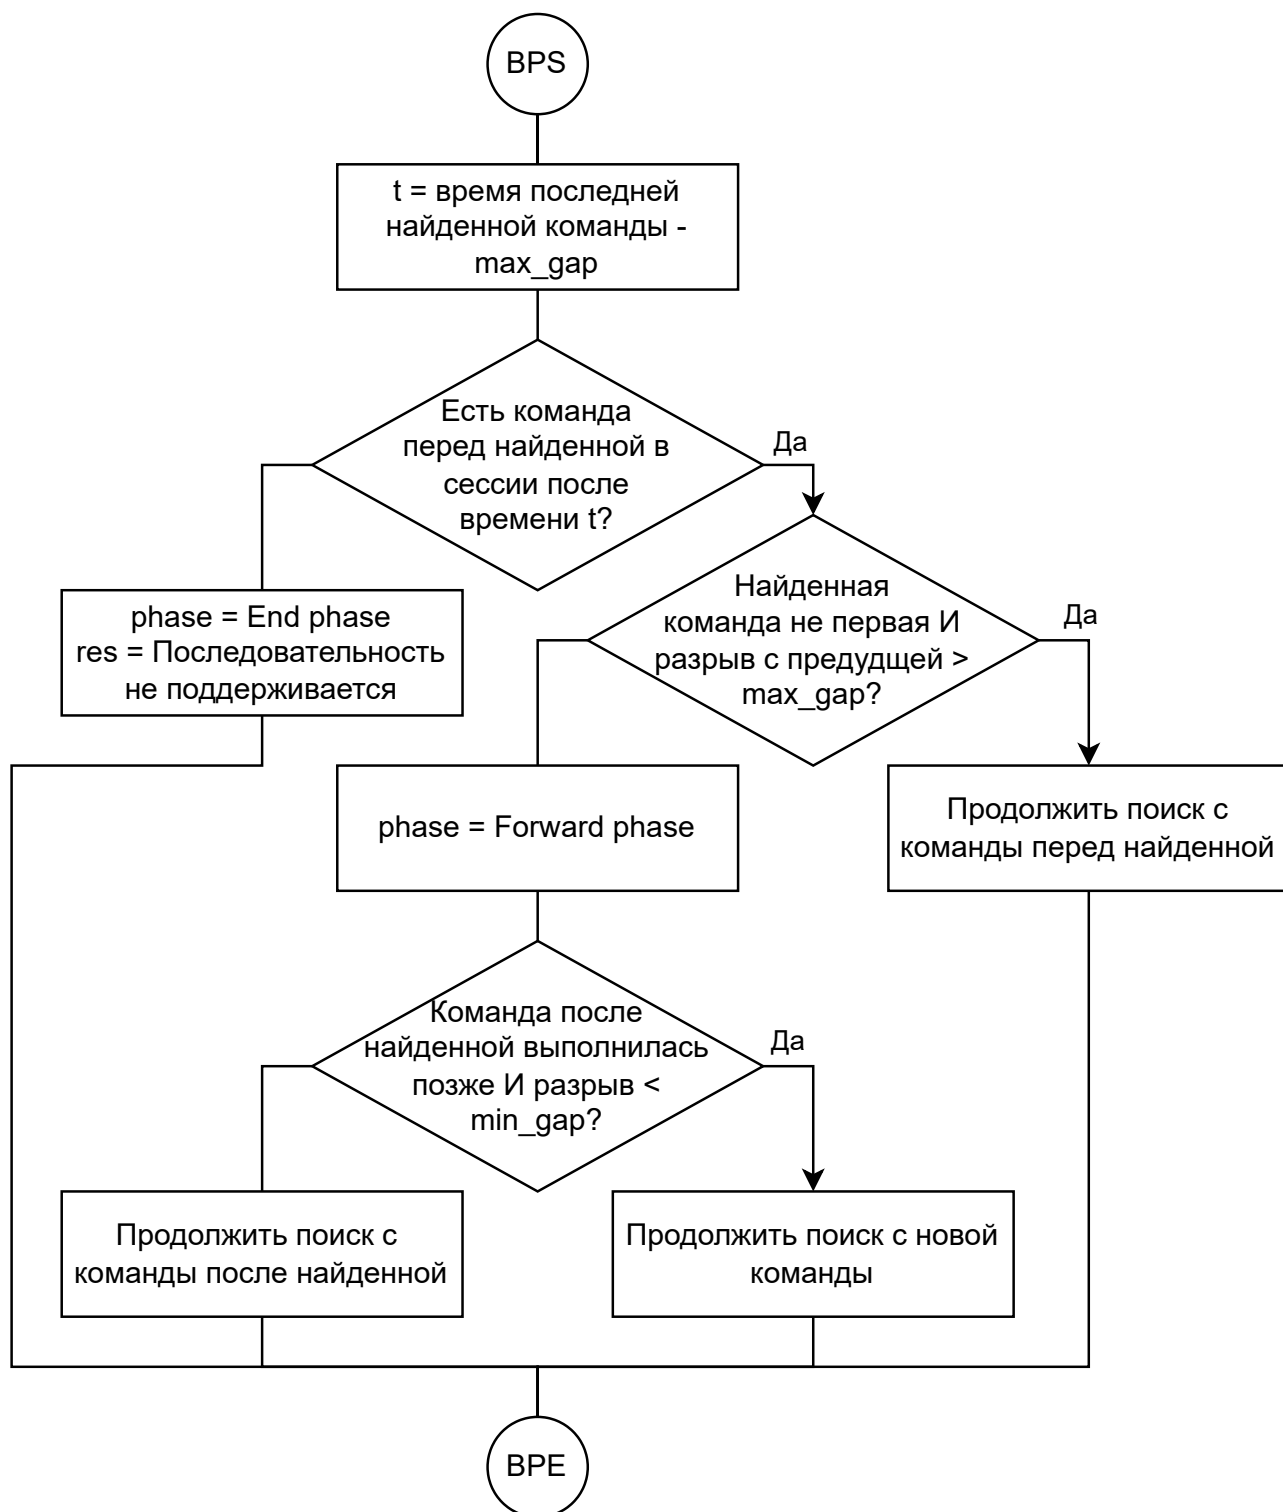 BPS
t = время последней
найденной команды -
max_gap
Есть команда
перед найденной в
сессии после
времени t?
Да
phase = End phase
res = Последовательность
не поддерживается
Найденная
команда не первая И
разрыв с предудщей >
max_gap?
Да
phase = Forward phase
Продолжить поиск с
команды перед найденной
Команда после
найденной выполнилась
позже И разрыв <
min_gap?
Да
Продолжить поиск с
команды после найденной
Продолжить поиск с новой
команды
BPE